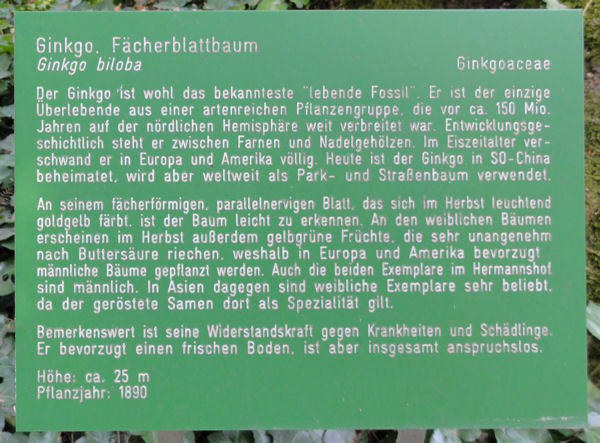 Ginkgo, Fächerblattbaum
Ginkgo biloba Ginkgoaceae
Der Ginkgo ist wohl das bekannteste "lebende Fossil". Er ist der einzige
Überlebende aus einer artenreichen Pflanzengruppe, die vor ca. 150 Mio.
Jahren auf der nördlichen Hemisphäre weit verbreitet war. Entwicklungsge-
schichtlich steht er zwischen Farnen und Nadelgehölzen. Im Eiszeitalter ver-
schwand er in Europa und Amerika völlig. Heute ist der Ginkgo in SO-China
beheimatet, wird aber weltweit als Park- und Straßenbaum verwendet.
An seinem fächerförmigen, parallelnervigen Blatt, das sich im Herbst leuchtend
goldgelb färbt, ist der Baum leicht zu erkennen. An den weiblichen Bäumen
erscheinen im Herbst außerdem gelbgrüne Früchte, die sehr unangenehm
nach Buttersäure riechen, weshalb in Europa und Amerika bevorzugt
männliche Bäume gepflanzt werden. Auch die beiden Exemplare im Hermannshof
sind männlich. In Asien dagegen sind weibliche Exemplare sehr beliebt,
da der geröstete Samen dort als Spezialität gilt.
Bemerkenswert ist seine Widerstandskraft gegen Krankheiten und Schädlinge.
Er bevorzugt einen frischen Boden, ist aber insgesamt anspruchslos.
Höhe: ca. 25 m
Pflanzjahr: 1890